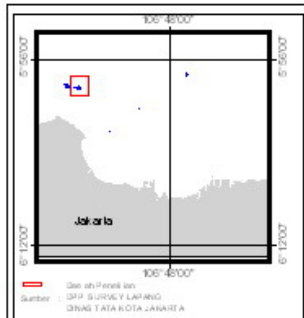 106°48'00"
5°56'00"
5°56'00"
Jakarta
6°12'00"
6°12'00"
106°48'00"
Daerah Penelitian
Sumber : DPP SURVEY LAPANG
DINAS TATA KOTA JAKARTA